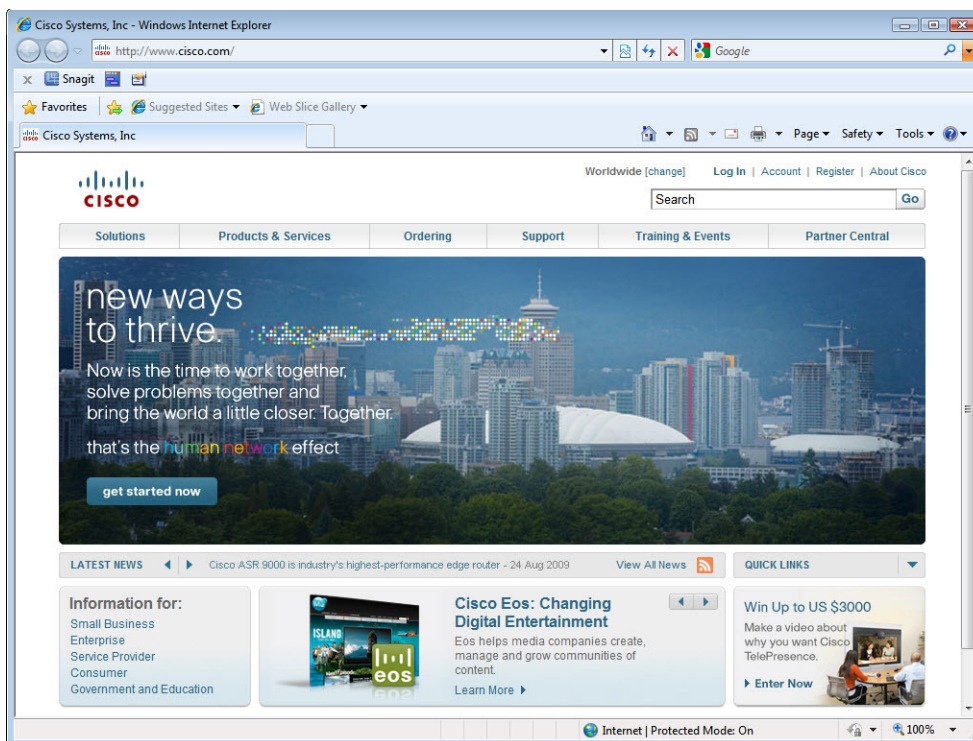 Cisco Systems, Inc - Windows Internet Explorer
http://www.cisco.com/
Google
x Snagit
Favorites Suggested Sites Web Slice Gallery
Cisco Systems, Inc
Page Safety Tools
CISCO
Worldwide [change] Log In | Account | Register | About Cisco
Search Go
Solutions Products & Services Ordering Support Training & Events Partner Central
new ways
to thrive.
Now is the time to work together,
solve problems together and
bring the world a little closer. Together.
that's the human network effect
get started now
LATEST NEWS Cisco ASR 9000 is industry's highest-performance edge router - 24 Aug 2009 View All News
QUICK LINKS
Information for:
Small Business
Enterprise
Service Provider
Consumer
Government and Education
ISLAND
eos
Cisco Eos: Changing
Digital Entertainment
Eos helps media companies create,
manage and grow communities of
content.
Learn More
Win Up to US $3000
Make a video about
why you want Cisco
TelePresence.
Enter Now
Internet | Protected Mode: On
100%